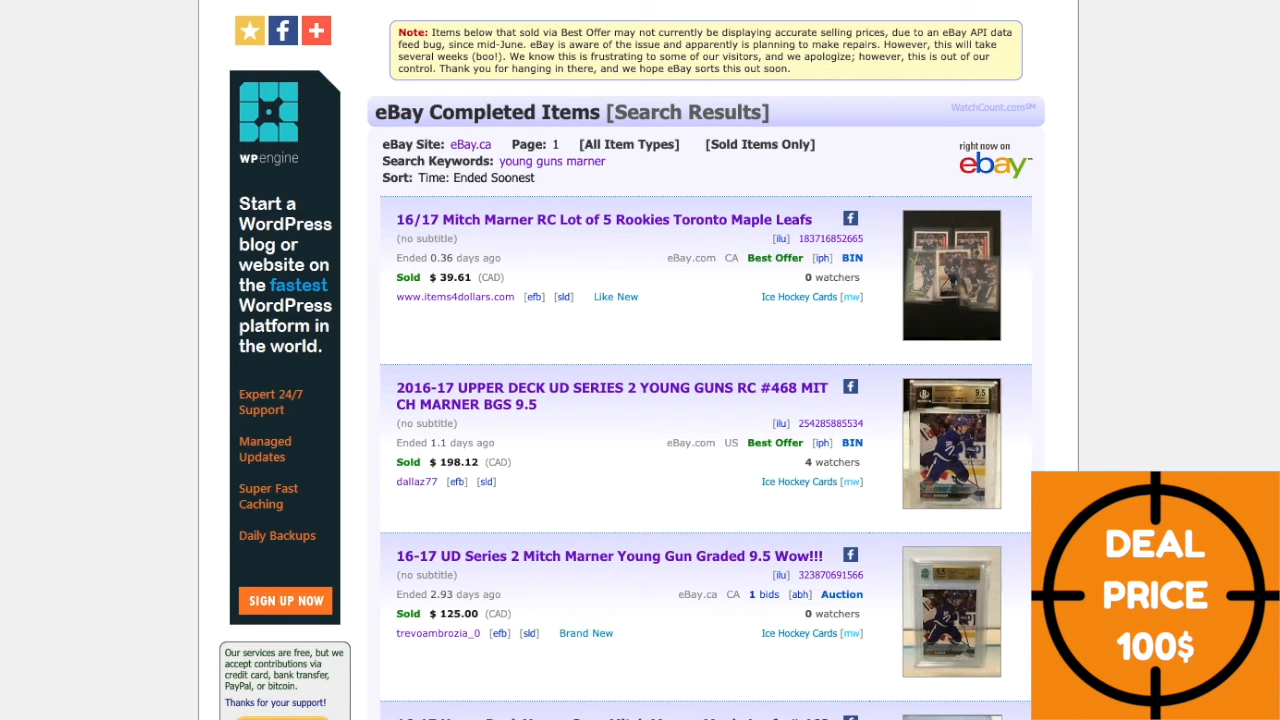 Note: Items below that sold via Best Offer may not currently be displaying accurate selling prices, due to an eBay API data
feed bug, since mid-June. eBay is aware of the issue and apparently is planning to make repairs. However, this will take
several weeks (boo!). We know this is frustrating to some of our visitors, and we apologize; however, this is out of our
control. Thank you for hanging in there, and we hope eBay sorts this out soon.
WPengine
Start a
WordPress
blog or
website on
the fastest
WordPress
platform in
the world.
Expert 24/7
Support
Managed
Updates
Super Fast
Caching
Daily Backups
SIGN UP NOW
Our services are free, but we
accept contributions via
credit card, bank transfer,
PayPal, or bitcoin.
Thanks for your support!
eBay Completed Items [Search Results]
WatchCount.com℠
eBay Site: eBay.ca Page: 1 [All Item Types] [Sold Items Only]
Search Keywords: young guns marner
Sort: Time: Ended Soonest
right now on
ebay™
16/17 Mitch Marner RC Lot of 5 Rookies Toronto Maple Leafs
(no subtitle) [ilu] 183716852665
Ended 0.36 days ago eBay.com CA Best Offer [iph] BIN
Sold $ 39.61 (CAD) 0 watchers
www.items4dollars.com [efb] [sld] Like New Ice Hockey Cards [mw]
2016-17 UPPER DECK UD SERIES 2 YOUNG GUNS RC #468 MIT
CH MARNER BGS 9.5
(no subtitle) [ilu] 254285885534
Ended 1.1 days ago eBay.com US Best Offer [iph] BIN
Sold $ 198.12 (CAD) 4 watchers
dallaz77 [efb] [sld] Ice Hockey Cards [mw]
9.5
16-17 UD Series 2 Mitch Marner Young Gun Graded 9.5 Wow!!!
(no subtitle) [ilu] 323870691566
Ended 2.93 days ago eBay.ca CA 1 bids [abh] Auction
Sold $ 125.00 (CAD) 0 watchers
trevoambrozia_0 [efb] [sld] Brand New Ice Hockey Cards [mw]
DEAL
PRICE
100$